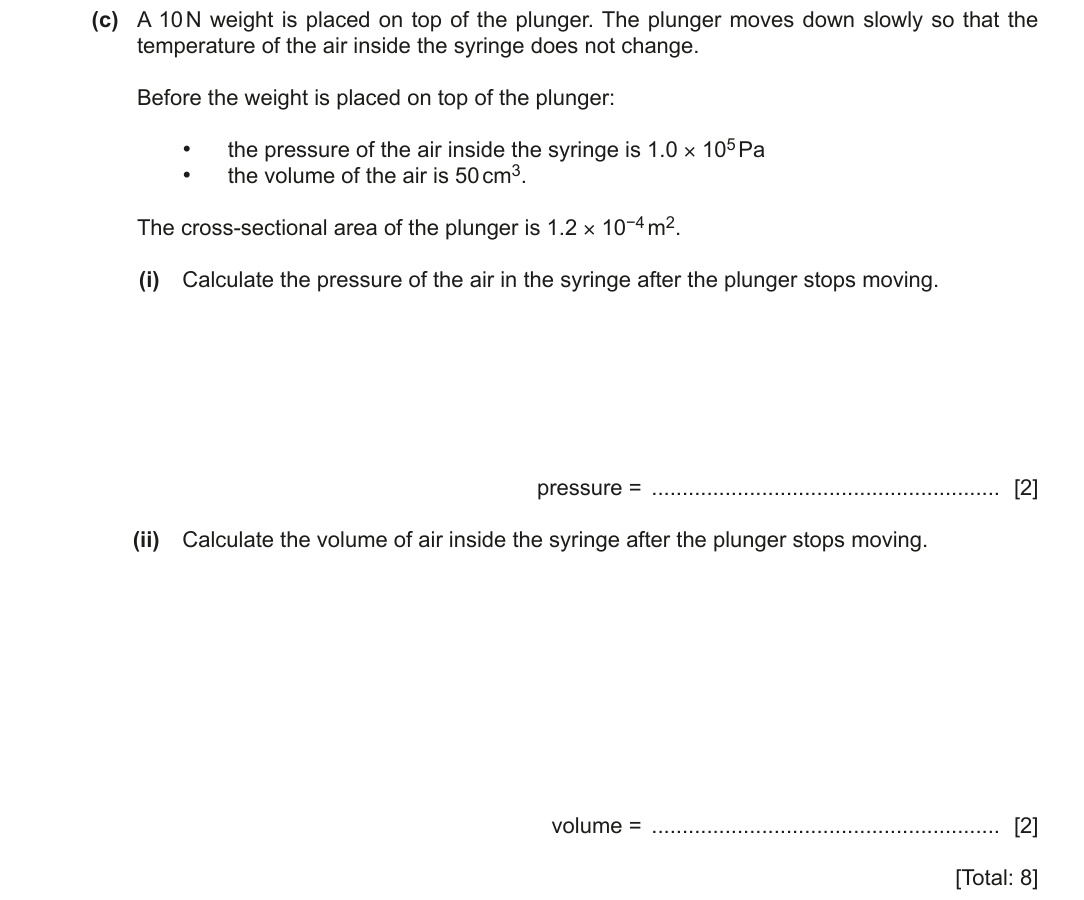 (c) A 10 N weight is placed on top of the plunger. The plunger moves down slowly so that the
temperature of the air inside the syringe does not change.
Before the weight is placed on top of the plunger:
• the pressure of the air inside the syringe is 1.0 × 10⁵ Pa
• the volume of the air is 50 cm³.
The cross-sectional area of the plunger is 1.2 × 10⁻⁴ m².
(i) Calculate the pressure of the air in the syringe after the plunger stops moving.
pressure = ......................................................... [2]
(ii) Calculate the volume of air inside the syringe after the plunger stops moving.
volume = ......................................................... [2]
[Total: 8]